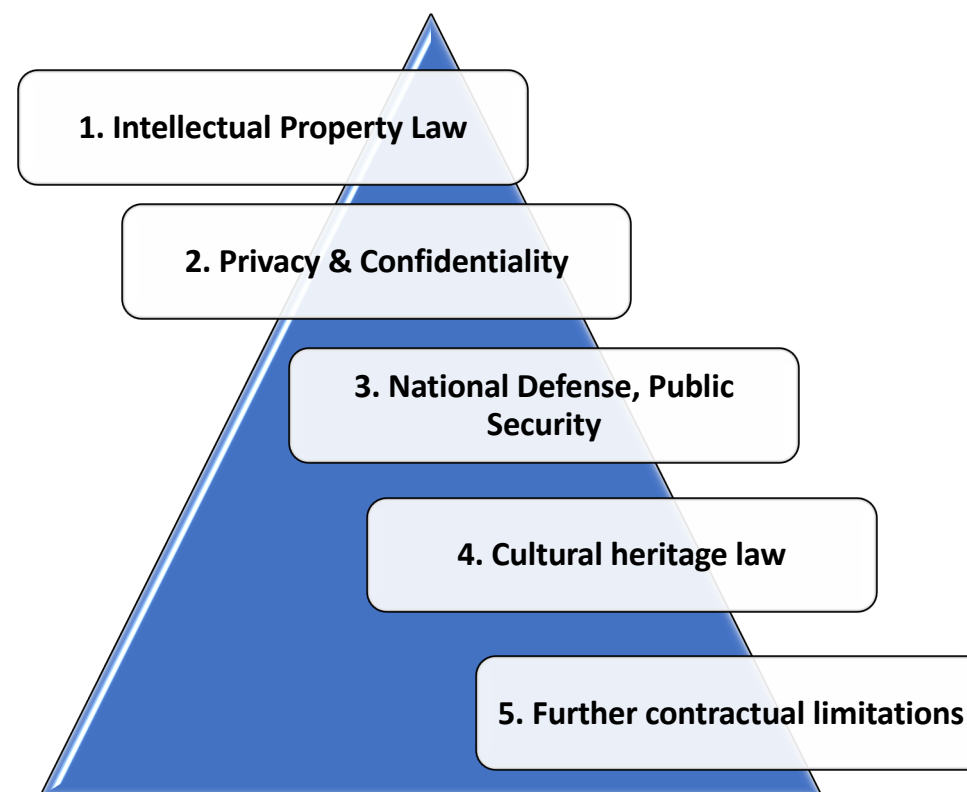 1. Intellectual Property Law
2. Privacy & Confidentiality
3. National Defense, Public
Security
4. Cultural heritage law
5. Further contractual limitations